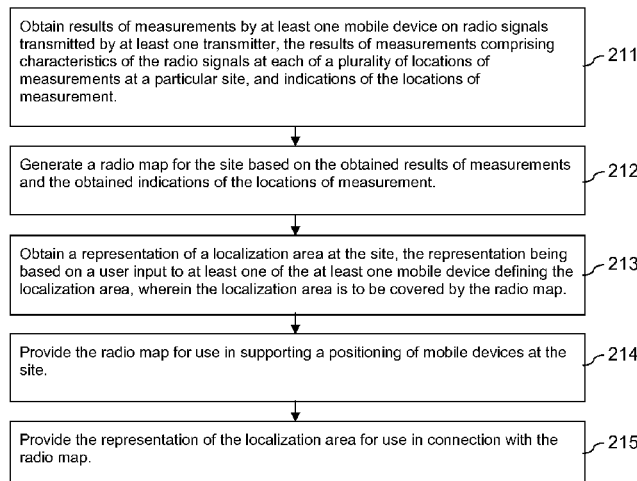 Obtain results of measurements by at least one mobile device on radio signals
transmitted by at least one transmitter, the results of measurements comprising
characteristics of the radio signals at each of a plurality of locations of
measurements at a particular site, and indications of the locations of
measurement.
211
Generate a radio map for the site based on the obtained results of measurements
and the obtained indications of the locations of measurement.
212
Obtain a representation of a localization area at the site, the representation being
based on a user input to at least one of the at least one mobile device defining the
localization area, wherein the localization area is to be covered by the radio map.
213
Provide the radio map for use in supporting a positioning of mobile devices at the
site.
214
Provide the representation of the localization area for use in connection with the
radio map.
215